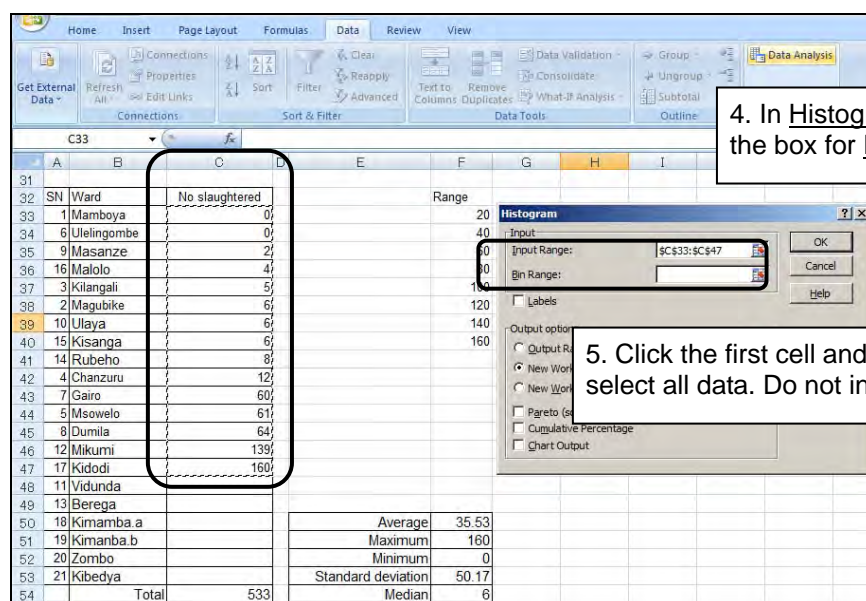 Home Insert Page Layout Formulas Data Review View
Get External Data
Refresh All
Connections
Properties
Edit Links
Connections
Sort
Filter
Clear
Reapply
Advanced
Sort & Filter
Text to Columns
Remove Duplicates
Data Validation
Consolidate
What-If Analysis
Data Tools
Group
Ungroup
Subtotal
Outline
Data Analysis
4. In Histog
the box for
C33 fx
A B C D E F G H I
31
32 SN Ward No slaughtered Range
33 1 Mamboya 0 20
34 6 Ulelingombe 0 40
35 9 Masanze 2 60
36 16 Malolo 4 80
37 3 Kilangali 5 100
38 2 Magubike 6 120
39 10 Ulaya 6 140
40 15 Kisanga 6 160
41 14 Rubeho 8
42 4 Chanzuru 12
43 7 Gairo 60
44 5 Msowelo 61
45 8 Dumila 64
46 12 Mikumi 139
47 17 Kidodi 160
48 11 Vidunda
49 13 Berega
50 18 Kimamba.a Average 35.53
51 19 Kimanba.b Maximum 160
52 20 Zombo Minimum 0
53 21 Kibedya Standard deviation 50.17
54 Total 533 Median 6
Histogram
Input
Input Range: $C$33:$C$47
Bin Range:
Labels
OK
Cancel
Help
Output option
Output R
New Work
New Work
Pareto (so
Cumulative Percentage
Chart Output
5. Click the first cell and
select all data. Do not in